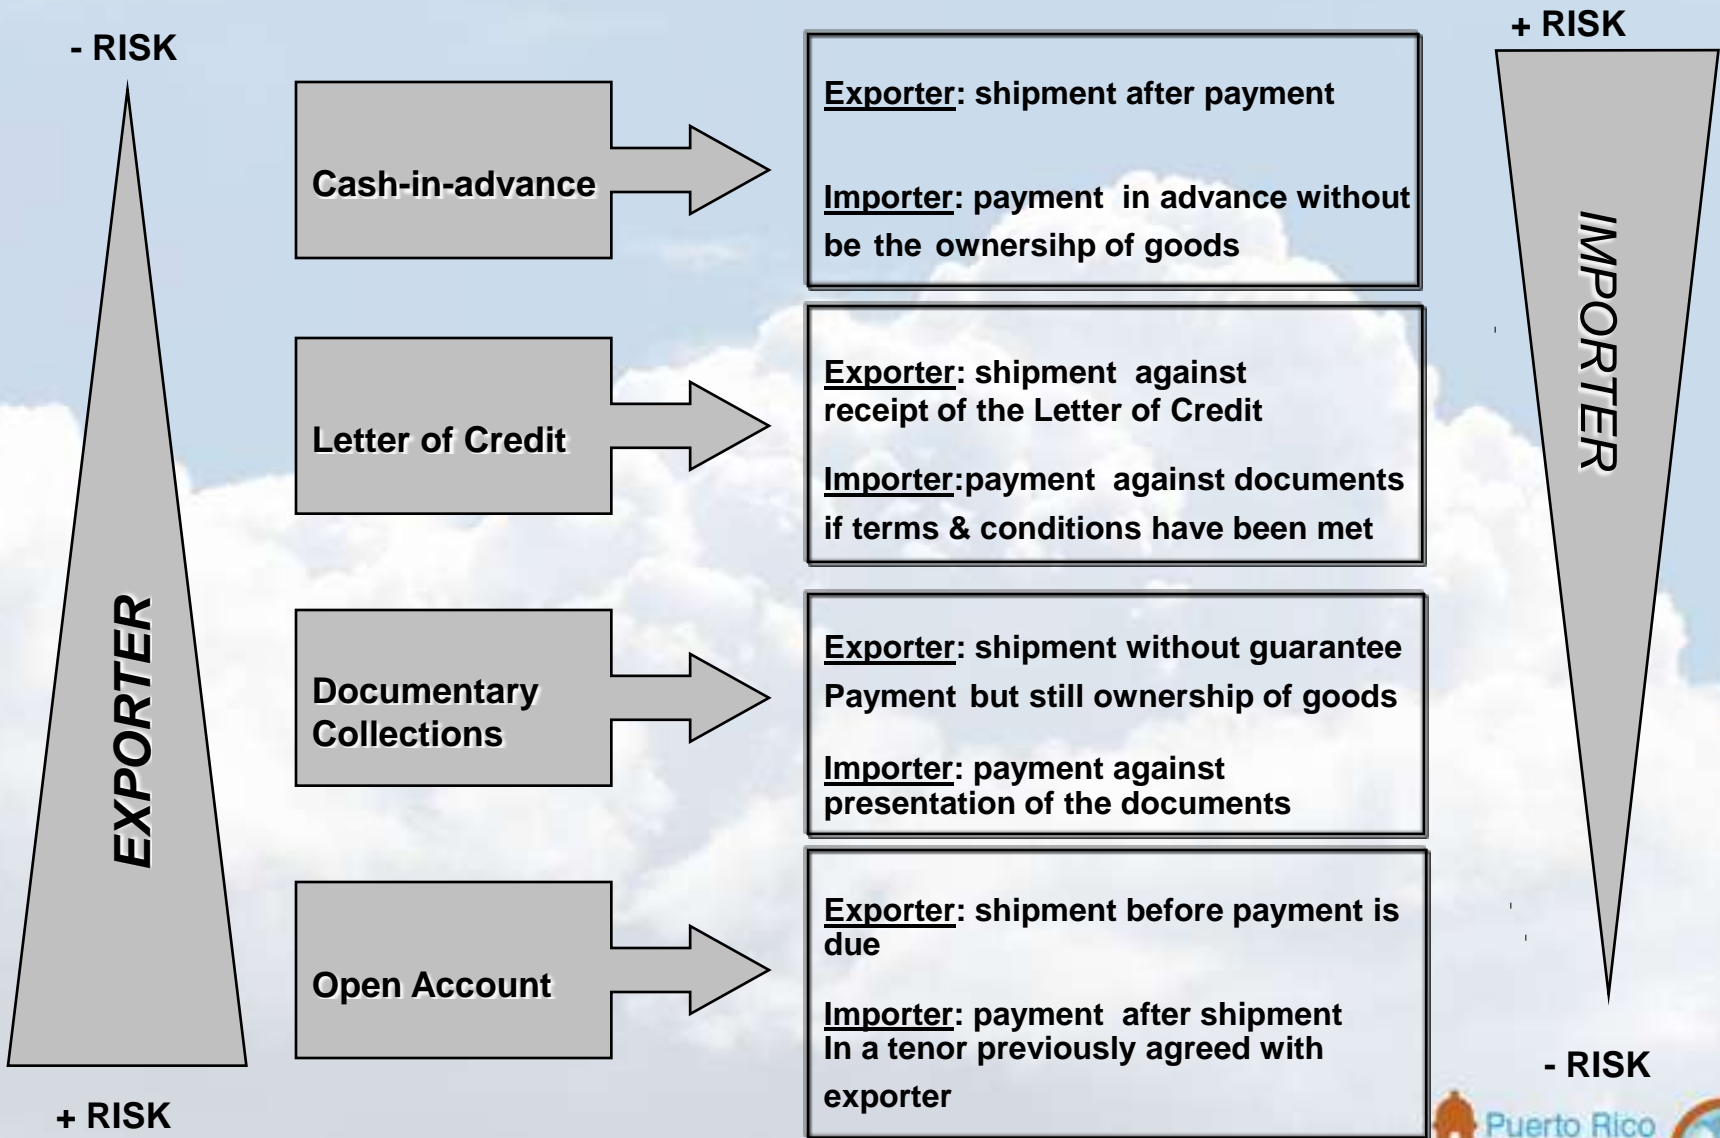 - RISK
+ RISK
EXPORTER
+ RISK
Cash-in-advance
Exporter: shipment after payment
Importer: payment in advance without
be the ownersihp of goods
Letter of Credit
Exporter: shipment against
receipt of the Letter of Credit
Importer:payment against documents
if terms & conditions have been met
Documentary
Collections
Exporter: shipment without guarantee
Payment but still ownership of goods
Importer: payment against
presentation of the documents
Open Account
Exporter: shipment before payment is
due
Importer: payment after shipment
In a tenor previously agreed with
exporter
IMPORTER
- RISK
Puerto Rico